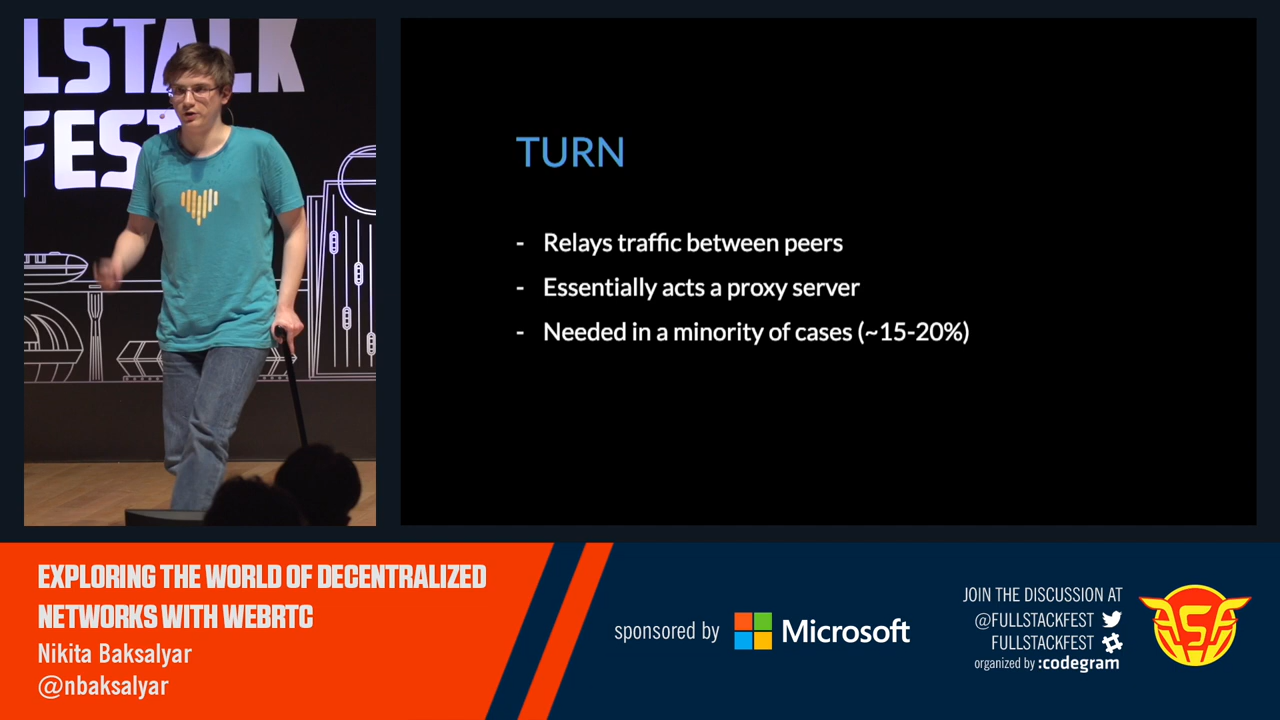 LSTALK
FEST
TURN
- Relays traffic between peers
- Essentially acts a proxy server
- Needed in a minority of cases (~15-20%)
EXPLORING THE WORLD OF DECENTRALIZED
NETWORKS WITH WEBRTC
Nikita Baksalyar
@nbaksalyar
sponsored by Microsoft
JOIN THE DISCUSSION AT
@FULLSTACKFEST
FULLSTACKFEST
organized by :codegram
FSF